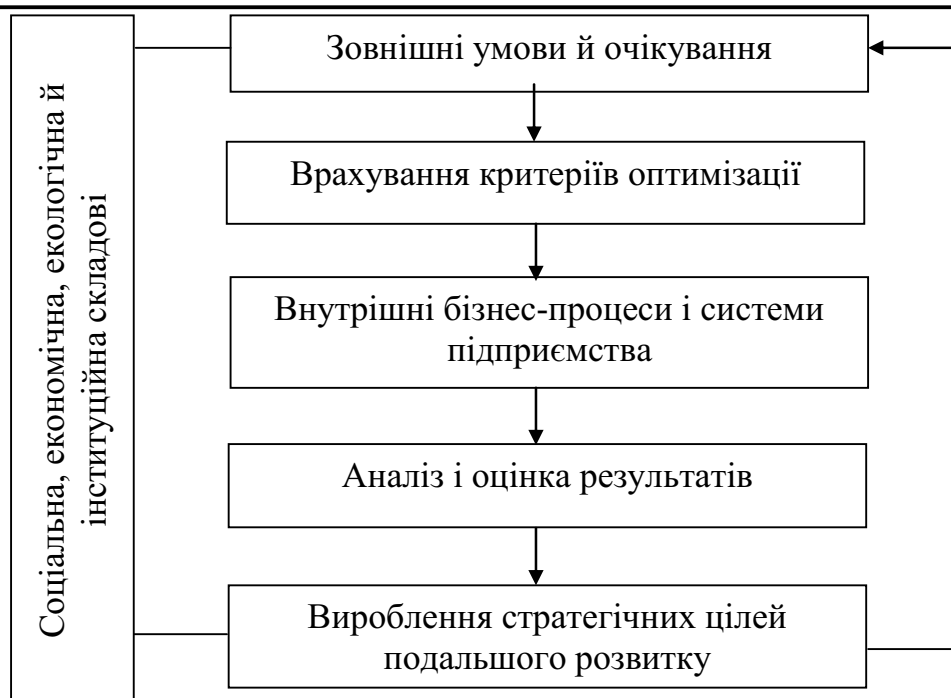 Соціальна, економічна, екологічна й
інституційна складові
Зовнішні умови й очікування
Врахування критеріїв оптимізації
Внутрішні бізнес-процеси і системи
підприємства
Аналіз і оцінка результатів
Вироблення стратегічних цілей
подальшого розвитку